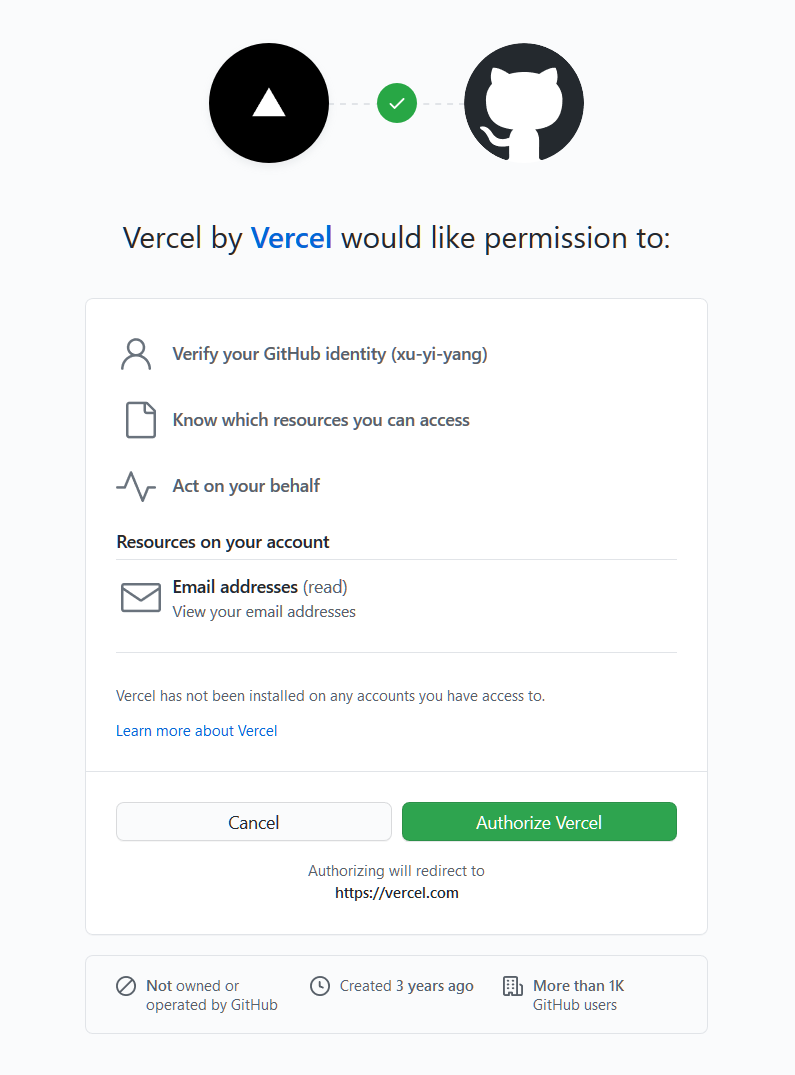 Vercel by Vercel would like permission to:
Verify your GitHub identity (xu-yi-yang)
Know which resources you can access
Act on your behalf
Resources on your account
Email addresses (read)
View your email addresses
Vercel has not been installed on any accounts you have access to.
Learn more about Vercel
Cancel
Authorize Vercel
Authorizing will redirect to
https://vercel.com
Not owned or
operated by GitHub
Created 3 years ago
More than 1K
GitHub users